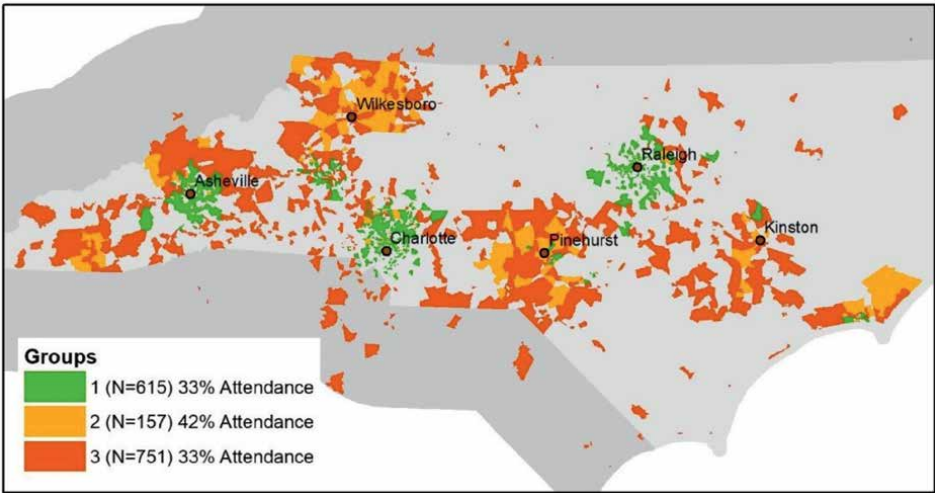 Wilkesboro
Raleigh
Asheville
Kinston
Charlotte
Pinehurst
Groups
1 (N=615) 33% Attendance
2 (N=157) 42% Attendance
3 (N=751) 33% Attendance